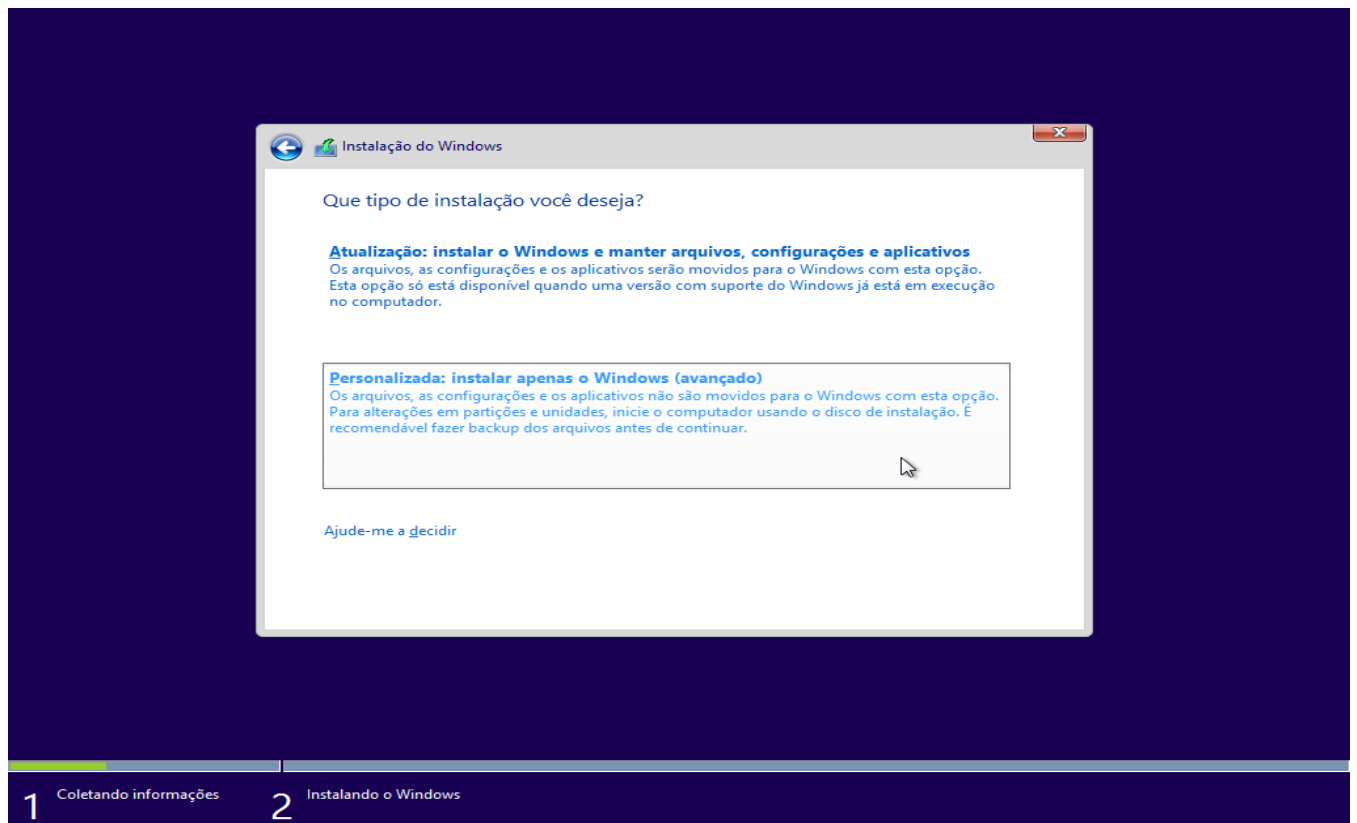 Instalação do Windows
Que tipo de instalação você deseja?
Atualização: instalar o Windows e manter arquivos, configurações e aplicativos
Os arquivos, as configurações e os aplicativos serão movidos para o Windows com esta opção.
Esta opção só está disponível quando uma versão com suporte do Windows já está em execução
no computador.
Personalizada: instalar apenas o Windows (avançado)
Os arquivos, as configurações e os aplicativos não são movidos para o Windows com esta opção.
Para alterações em partições e unidades, inicie o computador usando o disco de instalação. É
recomendável fazer backup dos arquivos antes de continuar.
Ajude-me a decidir
1 Coletando informações
2 Instalando o Windows